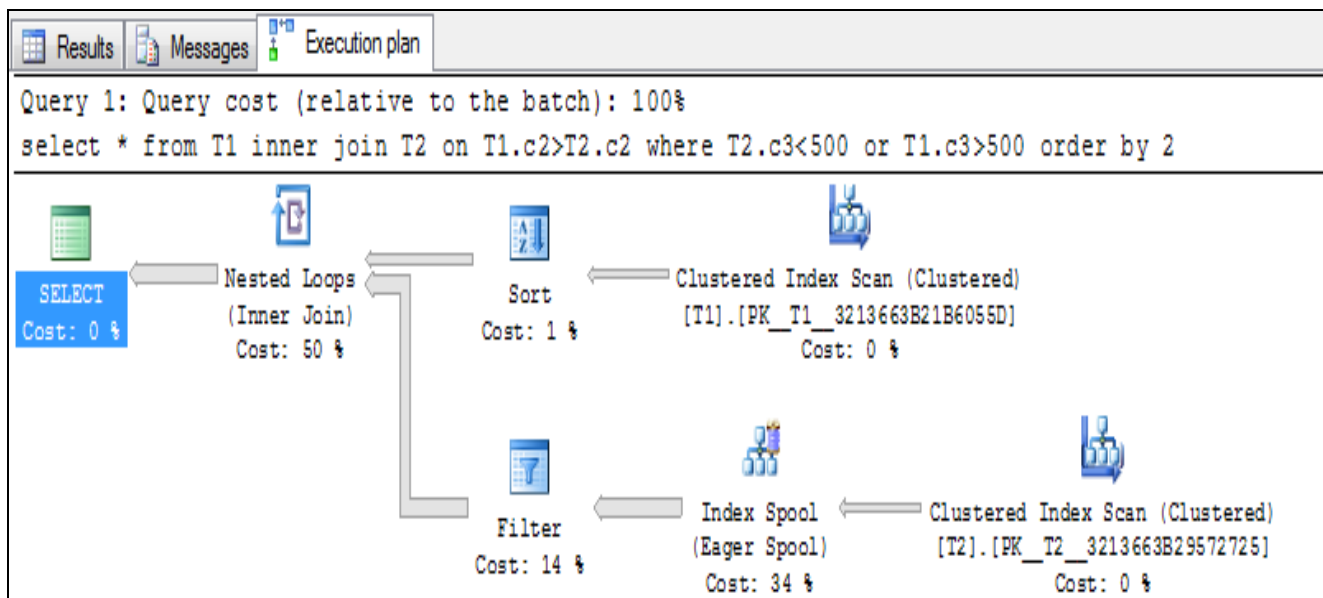 Results Messages Execution plan
Query 1: Query cost (relative to the batch): 100%
select * from T1 inner join T2 on T1.c2>T2.c2 where T2.c3<500 or T1.c3>500 order by 2
SELECT
Cost: 0 %
Nested Loops
(Inner Join)
Cost: 50 %
Sort
Cost: 1 %
Clustered Index Scan (Clustered)
[T1].[PK__T1__3213663B21B6055D]
Cost: 0 %
Filter
Cost: 14 %
Index Spool
(Eager Spool)
Cost: 34 %
Clustered Index Scan (Clustered)
[T2].[PK__T2__3213663B29572725]
Cost: 0 %